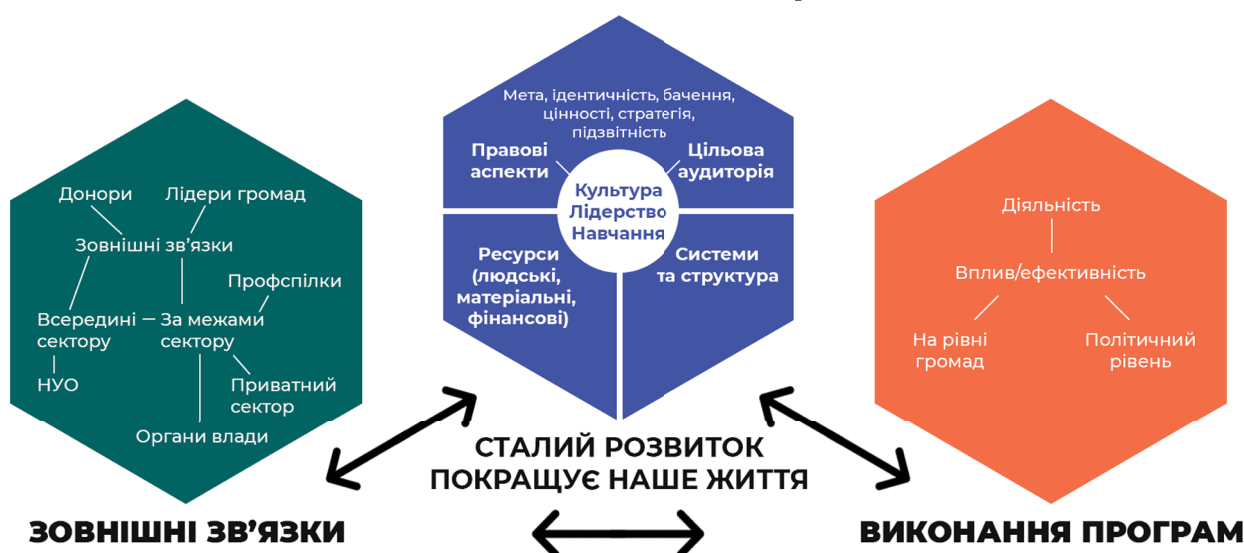 Мета, ідентичність, бачення,
цінності, стратегія,
підзвітність
Правові
аспекти
Цільова
аудиторія
Культура
Лідерство
Навчання
Ресурси
(людські,
матеріальні,
фінансові)
Системи
та структура
Донори
Лідери громад
Зовнішні зв'язки
Профспілки
Всередині
сектору
За межами
сектору
НУО
Приватний
сектор
Органи влади
Діяльність
Вплив/ефективність
На рівні
громад
Політичний
рівень
СТАЛИЙ РОЗВИТОК
ПОКРАЩУЄ НАШЕ ЖИТТЯ
ЗОВНІШНІ ЗВ'ЯЗКИ
ВИКОНАННЯ ПРОГРАМ